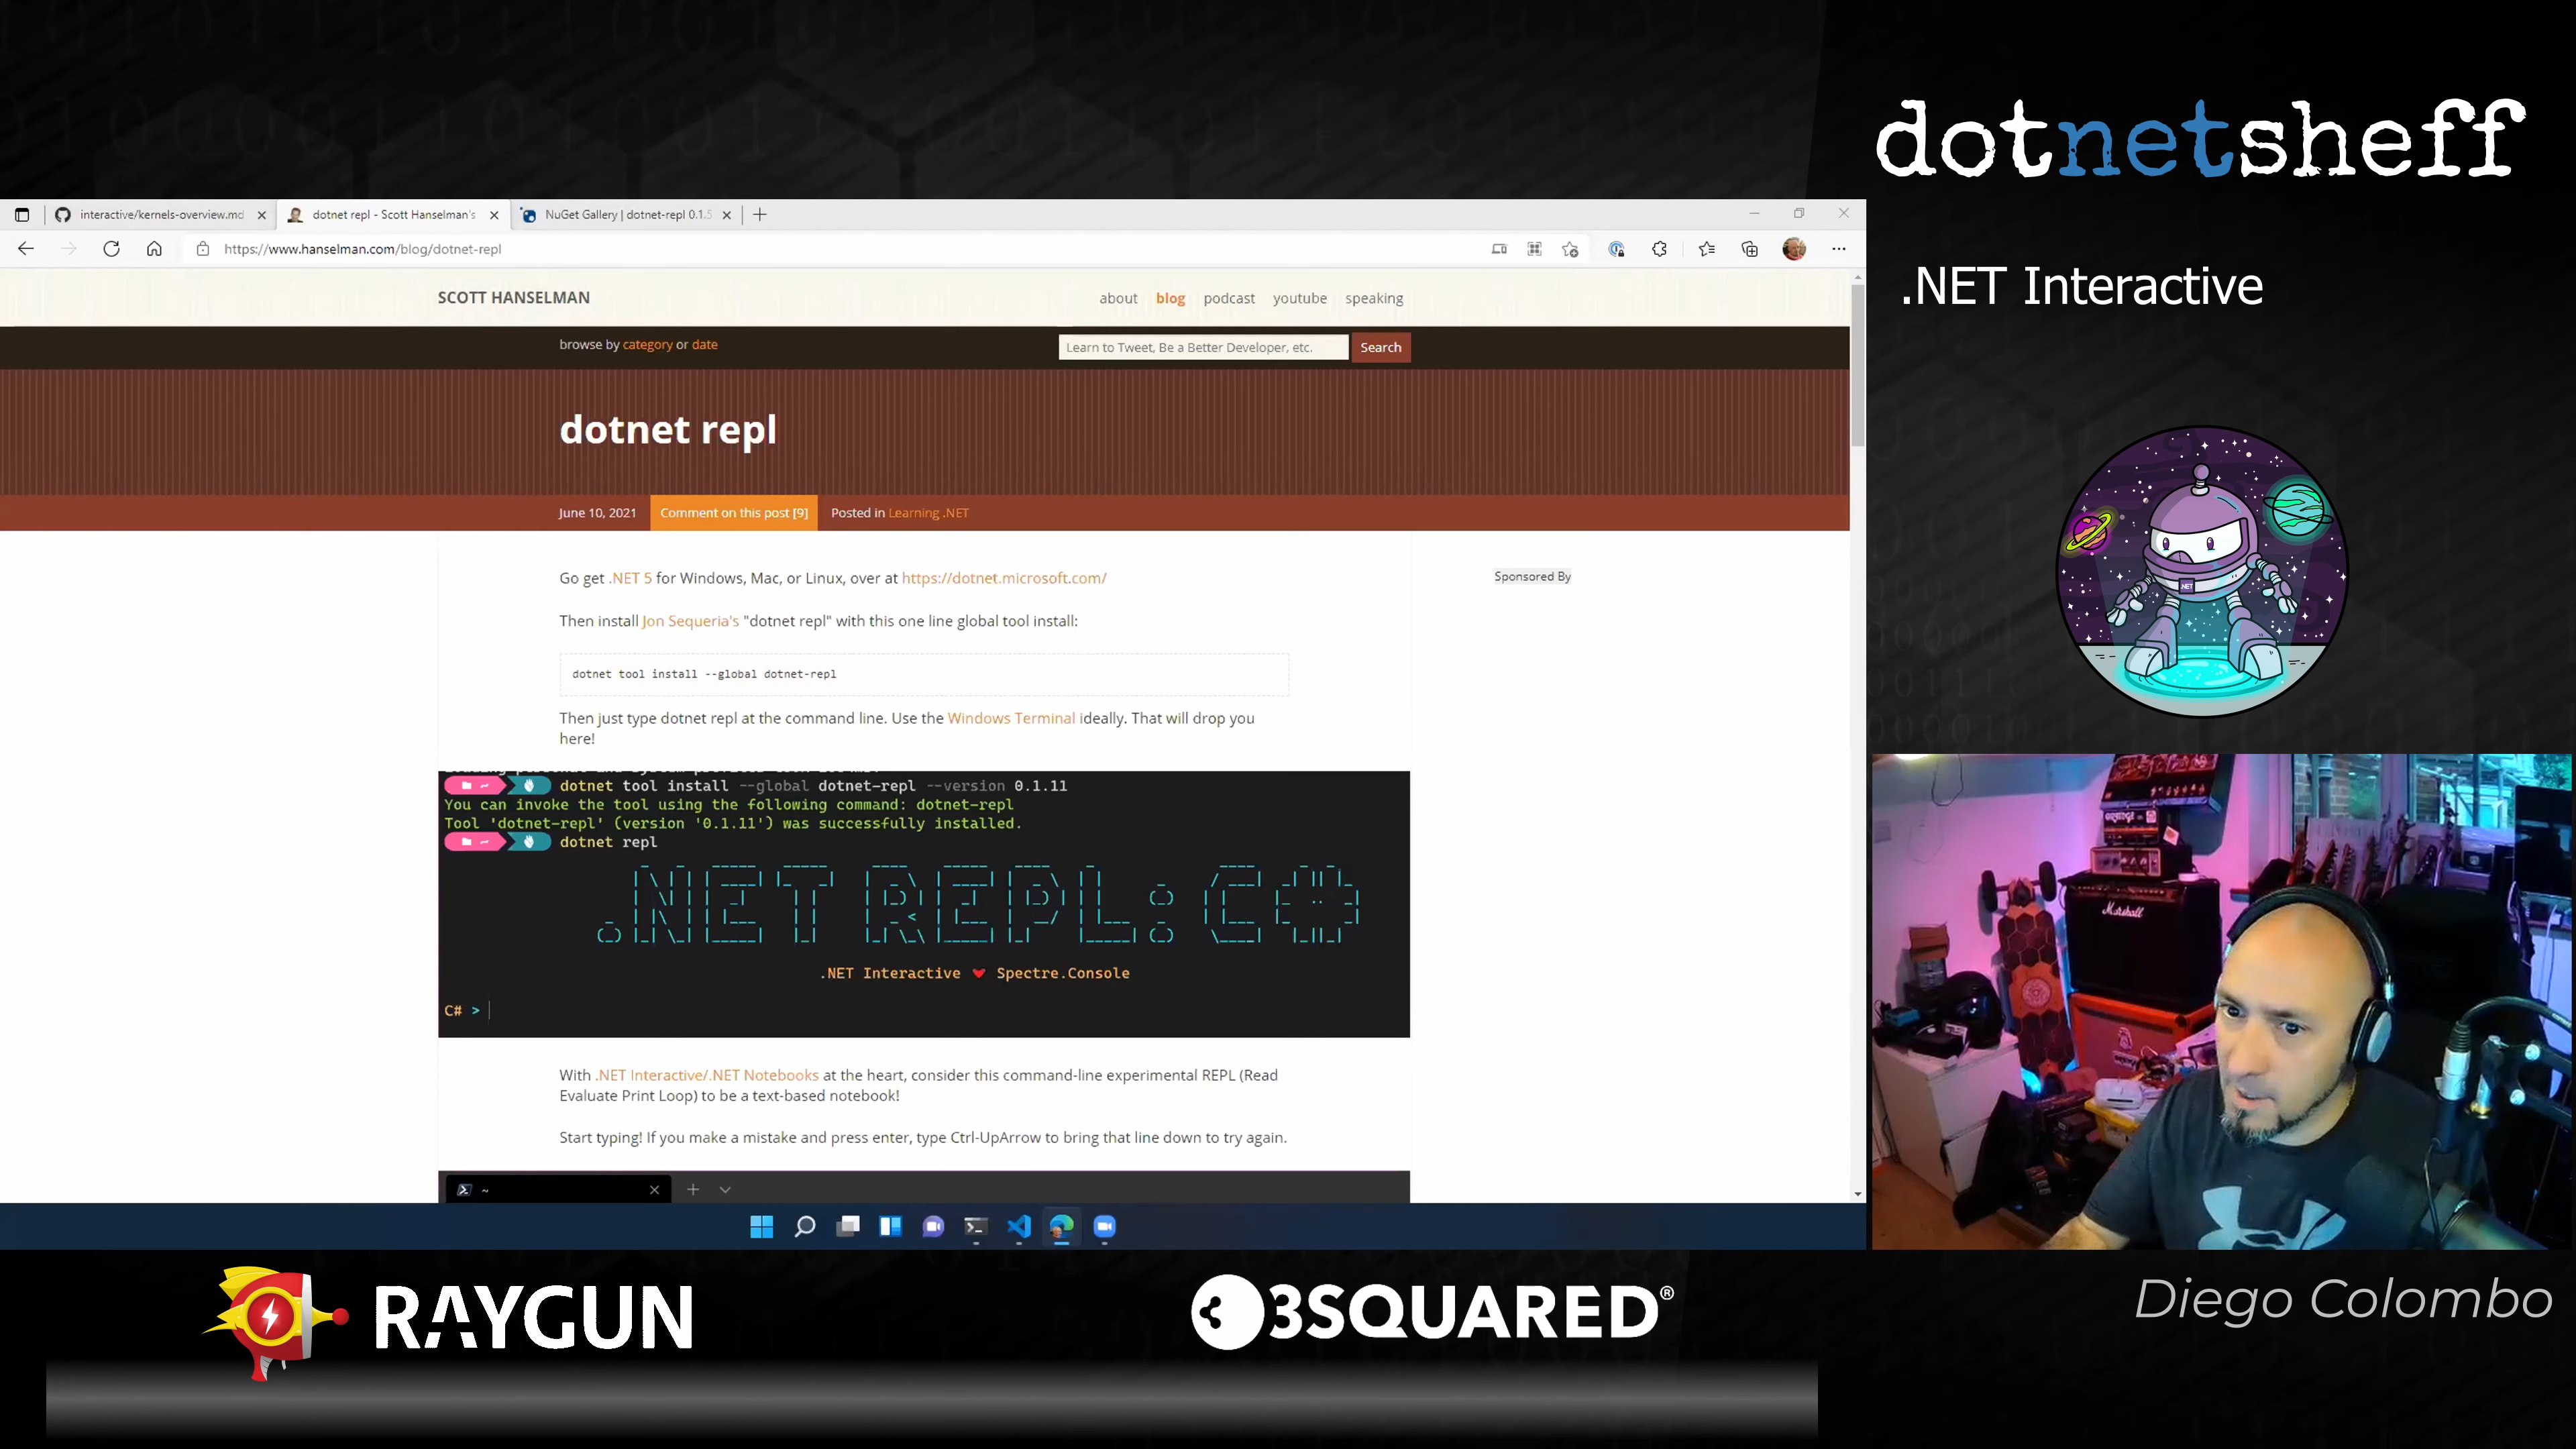 dotnetsheff
.NET Interactive
interactive/kernels-overview.md
dotnet repl - Scott Hanselman's
NuGet Gallery | dotnet-repl 0.1.5
https://www.hanselman.com/blog/dotnet-repl
SCOTT HANSELMAN
about blog podcast youtube speaking
browse by category or date
Learn to Tweet, Be a Better Developer, etc.
Search
dotnet repl
June 10, 2021 Comment on this post [9] Posted in Learning .NET
Go get .NET 5 for Windows, Mac, or Linux, over at https://dotnet.microsoft.com/
Sponsored By
Then install Jon Sequeria's "dotnet repl" with this one line global tool install:
dotnet tool install --global dotnet-repl
Then just type dotnet repl at the command line. Use the Windows Terminal ideally. That will drop you
here!
dotnet tool install --global dotnet-repl --version 0.1.11
You can invoke the tool using the following command: dotnet-repl
Tool 'dotnet-repl' (version '0.1.11') was successfully installed.
dotnet repl
.NET REPL: C#
.NET Interactive ❤ Spectre.Console
C# >
With .NET Interactive/.NET Notebooks at the heart, consider this command-line experimental REPL (Read
Evaluate Print Loop) to be a text-based notebook!
Start typing! If you make a mistake and press enter, type Ctrl-UpArrow to bring that line down to try again.
~
.NET
ORANGE
Marshall
RAYGUN
3SQUARED®
Diego Colombo